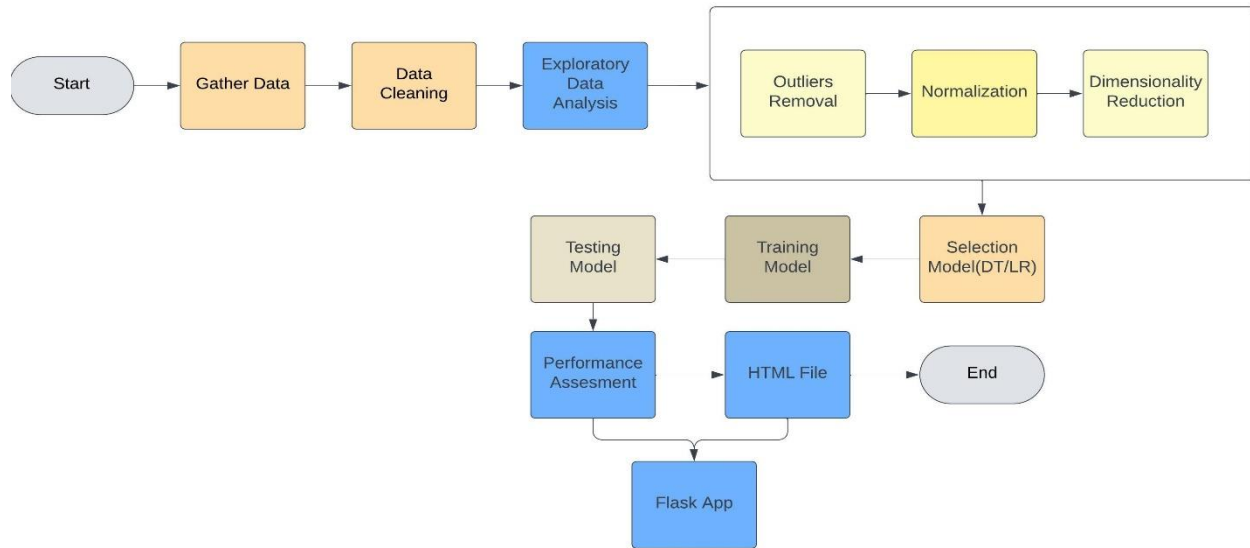 Start
Gather Data
Data
Cleaning
Exploratory
Data
Analysis
Outliers
Removal
Normalization
Dimensionality
Reduction
Selection
Model(DT/LR)
Training
Model
Testing
Model
Performance
Assesment
HTML File
End
Flask App